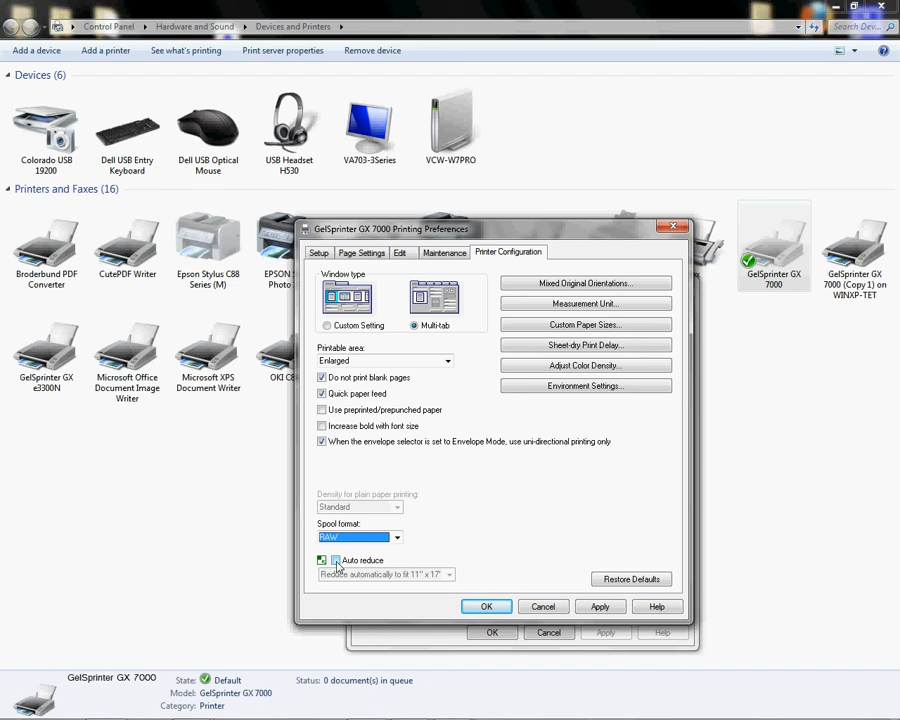 Control Panel ▸ Hardware and Sound ▸ Devices and Printers ▸
Search Dev...
Add a device Add a printer See what's printing Print server properties Remove device
Devices (6)
Colorado USB 19200
Dell USB Entry Keyboard
Dell USB Optical Mouse
USB Headset H530
VA703-3Series
VCW-W7PRO
Printers and Faxes (16)
Broderbund PDF Converter
CutePDF Writer
Epson Stylus C88 Series (M)
EPSON
Photo
GelSprinter GX 7000
GelSprinter GX 7000 (Copy 1) on WINXP-TET
GelSprinter GX e3300N
Microsoft Office Document Image Writer
Microsoft XPS Document Writer
OKI C8
GelSprinter GX 7000 Printing Preferences
Setup Page Settings Edit Maintenance Printer Configuration
Window type
Custom Setting Multi-tab
Printable area:
Enlarged
Do not print blank pages
Quick paper feed
Use preprinted/prepunched paper
Increase bold with font size
When the envelope selector is set to Envelope Mode, use uni-directional printing only
Mixed Original Orientations...
Measurement Unit...
Custom Paper Sizes...
Sheet-dry Print Delay...
Adjust Color Density...
Environment Settings...
Density for plain paper printing:
Standard
Spool format:
RAW
Auto reduce
Reduce automatically to fit 11" x 17"
Restore Defaults
OK Cancel Apply Help
OK Cancel Apply Help
GelSprinter GX 7000 State: Default Status: 0 document(s) in queue
Model: GelSprinter GX 7000
Category: Printer